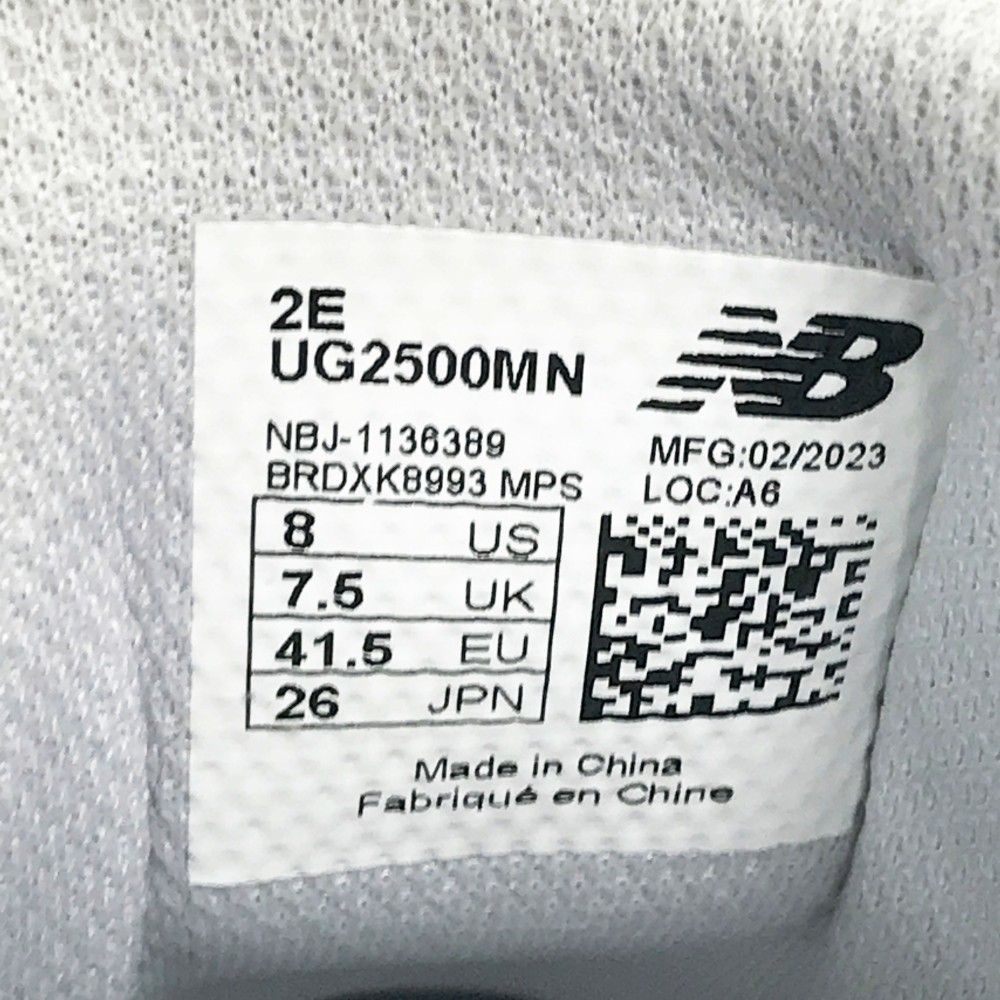 2E
UG2500MN
NB
NBJ-1136389
BRDXK8993 MPS
MFG:02/2023
LOC:A6
8 US
7.5 UK
41.5 EU
26 JPN
Made in China
Fabriqué en Chine